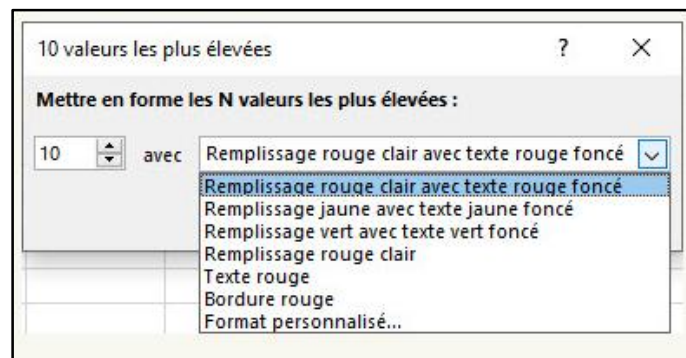 10 valeurs les plus élevées ? ×
Mettre en forme les N valeurs les plus élevées :
10 avec Remplissage rouge clair avec texte rouge foncé
Remplissage rouge clair avec texte rouge foncé
Remplissage jaune avec texte jaune foncé
Remplissage vert avec texte vert foncé
Remplissage rouge clair
Texte rouge
Bordure rouge
Format personnalisé...